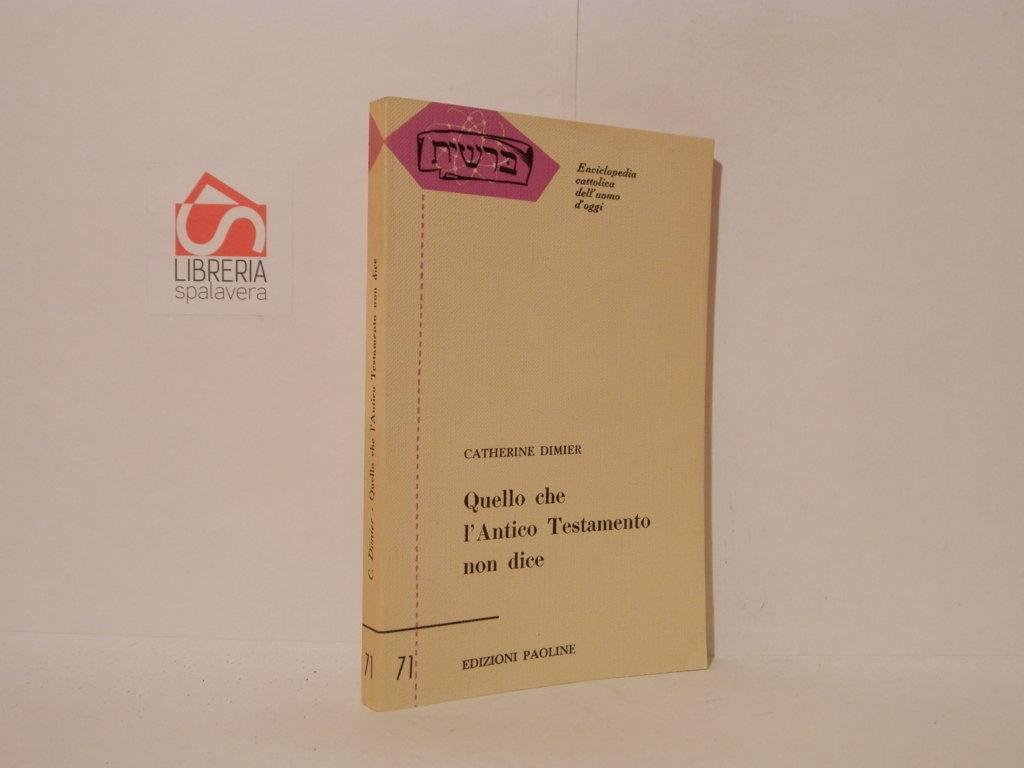 ברשית
Enciclopedia
cattolica
dell'uomo
d'oggi
CATHERINE DIMIER
Quello che
l'Antico Testamento
non dice
71
EDIZIONI PAOLINE
C. Dimier - Quello che l'Antico Testamento non dice
71
LIBRERIA
spalavera